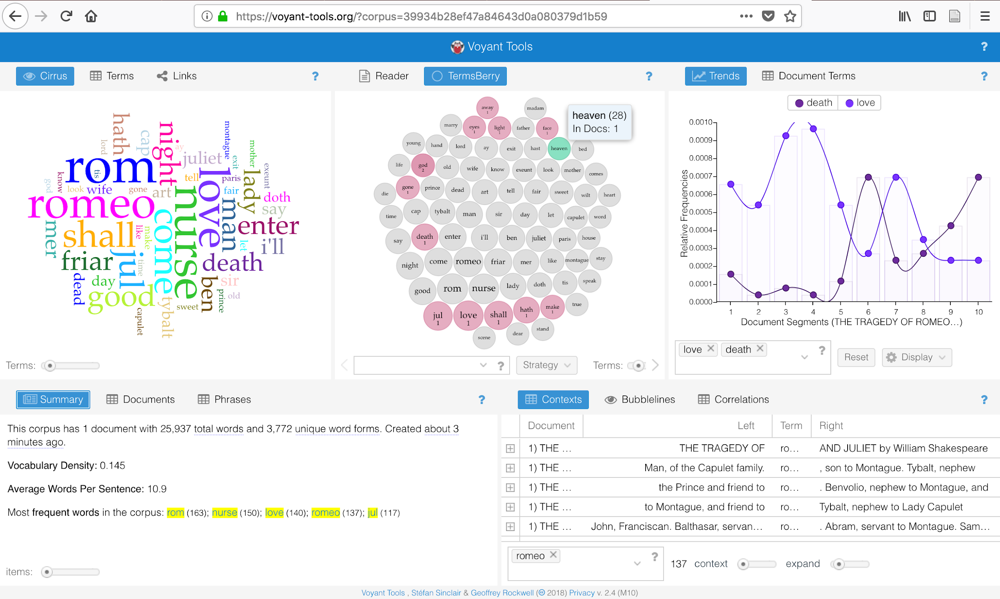 https://voyant-tools.org/?corpus=39934b28ef47a84643d0a080379d1b59
Voyant Tools
?
Cirrus Terms Links ?
hath
lord
cap
night
ay
montague
juliet
exit
mother
exeunt
rom
tis
know
god
look
wife
gone
art
tell
love
paris
fair
lady
doth
say
romeo
come
nurse
man
enter
mer
shall
like
make
let
i'll
friar
jul
time
death
dead
day
good
ben
sir
prince
old
sweet
tybalt
capulet
Terms:
Reader TermsBerry ?
away 1 madam
marry eyes 1 light 1 father face 1
heaven (28)
In Docs: 1
young hand lord ay exit hast heaven bed
life god 2 old wife know exeunt look mother comes
die gone 1 prince dead art tell fair sweet wilt heart
time cap tybalt man sir day let capulet word
say death 1 enter i'll ben juliet paris house
night come romeo friar mer like montague stay
good rom nurse lady doth tis speak
jul 1 love 1 shall 1 hath 1 make 1 true
scene dear stand
? Strategy Terms:
Trends Document Terms ?
death love
Relative Frequencies
0.0010
0.0009
0.0008
0.0007
0.0006
0.0005
0.0004
0.0003
0.0002
0.0001
0.0000
1 2 3 4 5 6 7 8 9 10
Document Segments (THE TRAGEDY OF ROMEO...)
love death ? Reset Display
Summary Documents Phrases ?
This corpus has 1 document with 25,937 total words and 3,772 unique word forms. Created about 3
minutes ago.
Vocabulary Density: 0.145
Average Words Per Sentence: 10.9
Most frequent words in the corpus: rom (163); nurse (150); love (140); romeo (137); jul (117)
items:
Contexts Bubblelines Correlations ?
Document Left Term Right
1) THE ... THE TRAGEDY OF ro... AND JULIET by William Shakespeare
1) THE ... Man, of the Capulet family. ro... , son to Montague. Tybalt, nephew
1) THE ... the Prince and friend to ro... . Benvolio, nephew to Montague, and
1) THE ... to Montague, and friend to ro... Tybalt, nephew to Lady Capulet
1) THE ... John, Franciscan. Balthasar, servan... ro... . Abram, servant to Montague. Sam...
romeo ? 137 context expand
Voyant Tools , Stéfan Sinclair & Geoffrey Rockwell (cc 2018) Privacy v. 2.4 (M10)